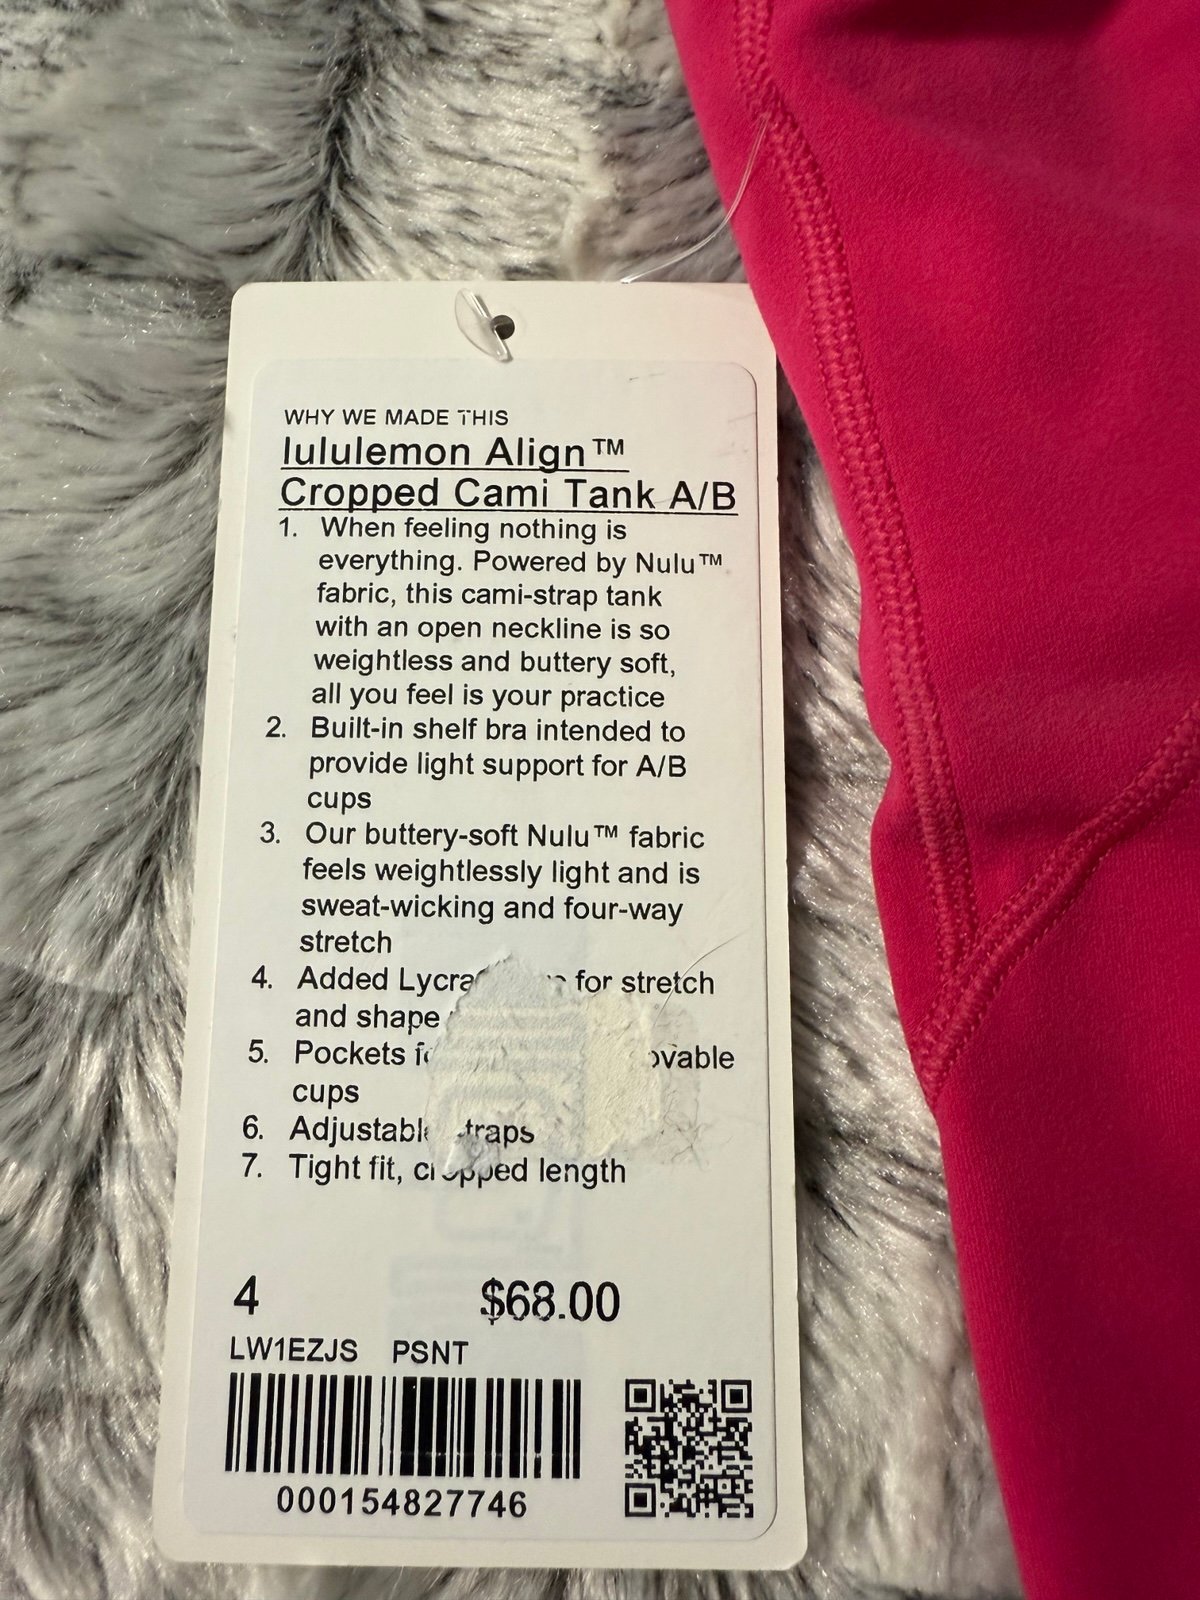 WHY WE MADE THIS
lululemon Align™
Cropped Cami Tank A/B
1. When feeling nothing is
everything. Powered by Nulu™
fabric, this cami-strap tank
with an open neckline is so
weightless and buttery soft,
all you feel is your practice
2. Built-in shelf bra intended to
provide light support for A/B
cups
3. Our buttery-soft Nulu™ fabric
feels weightlessly light and is
sweat-wicking and four-way
stretch
4. Added for stretch
and shape
5. Pockets
cups
6. Adjustable straps
7. Tight fit, cropped length
4 $68.00
LW1EZJS PSNT
000154827746